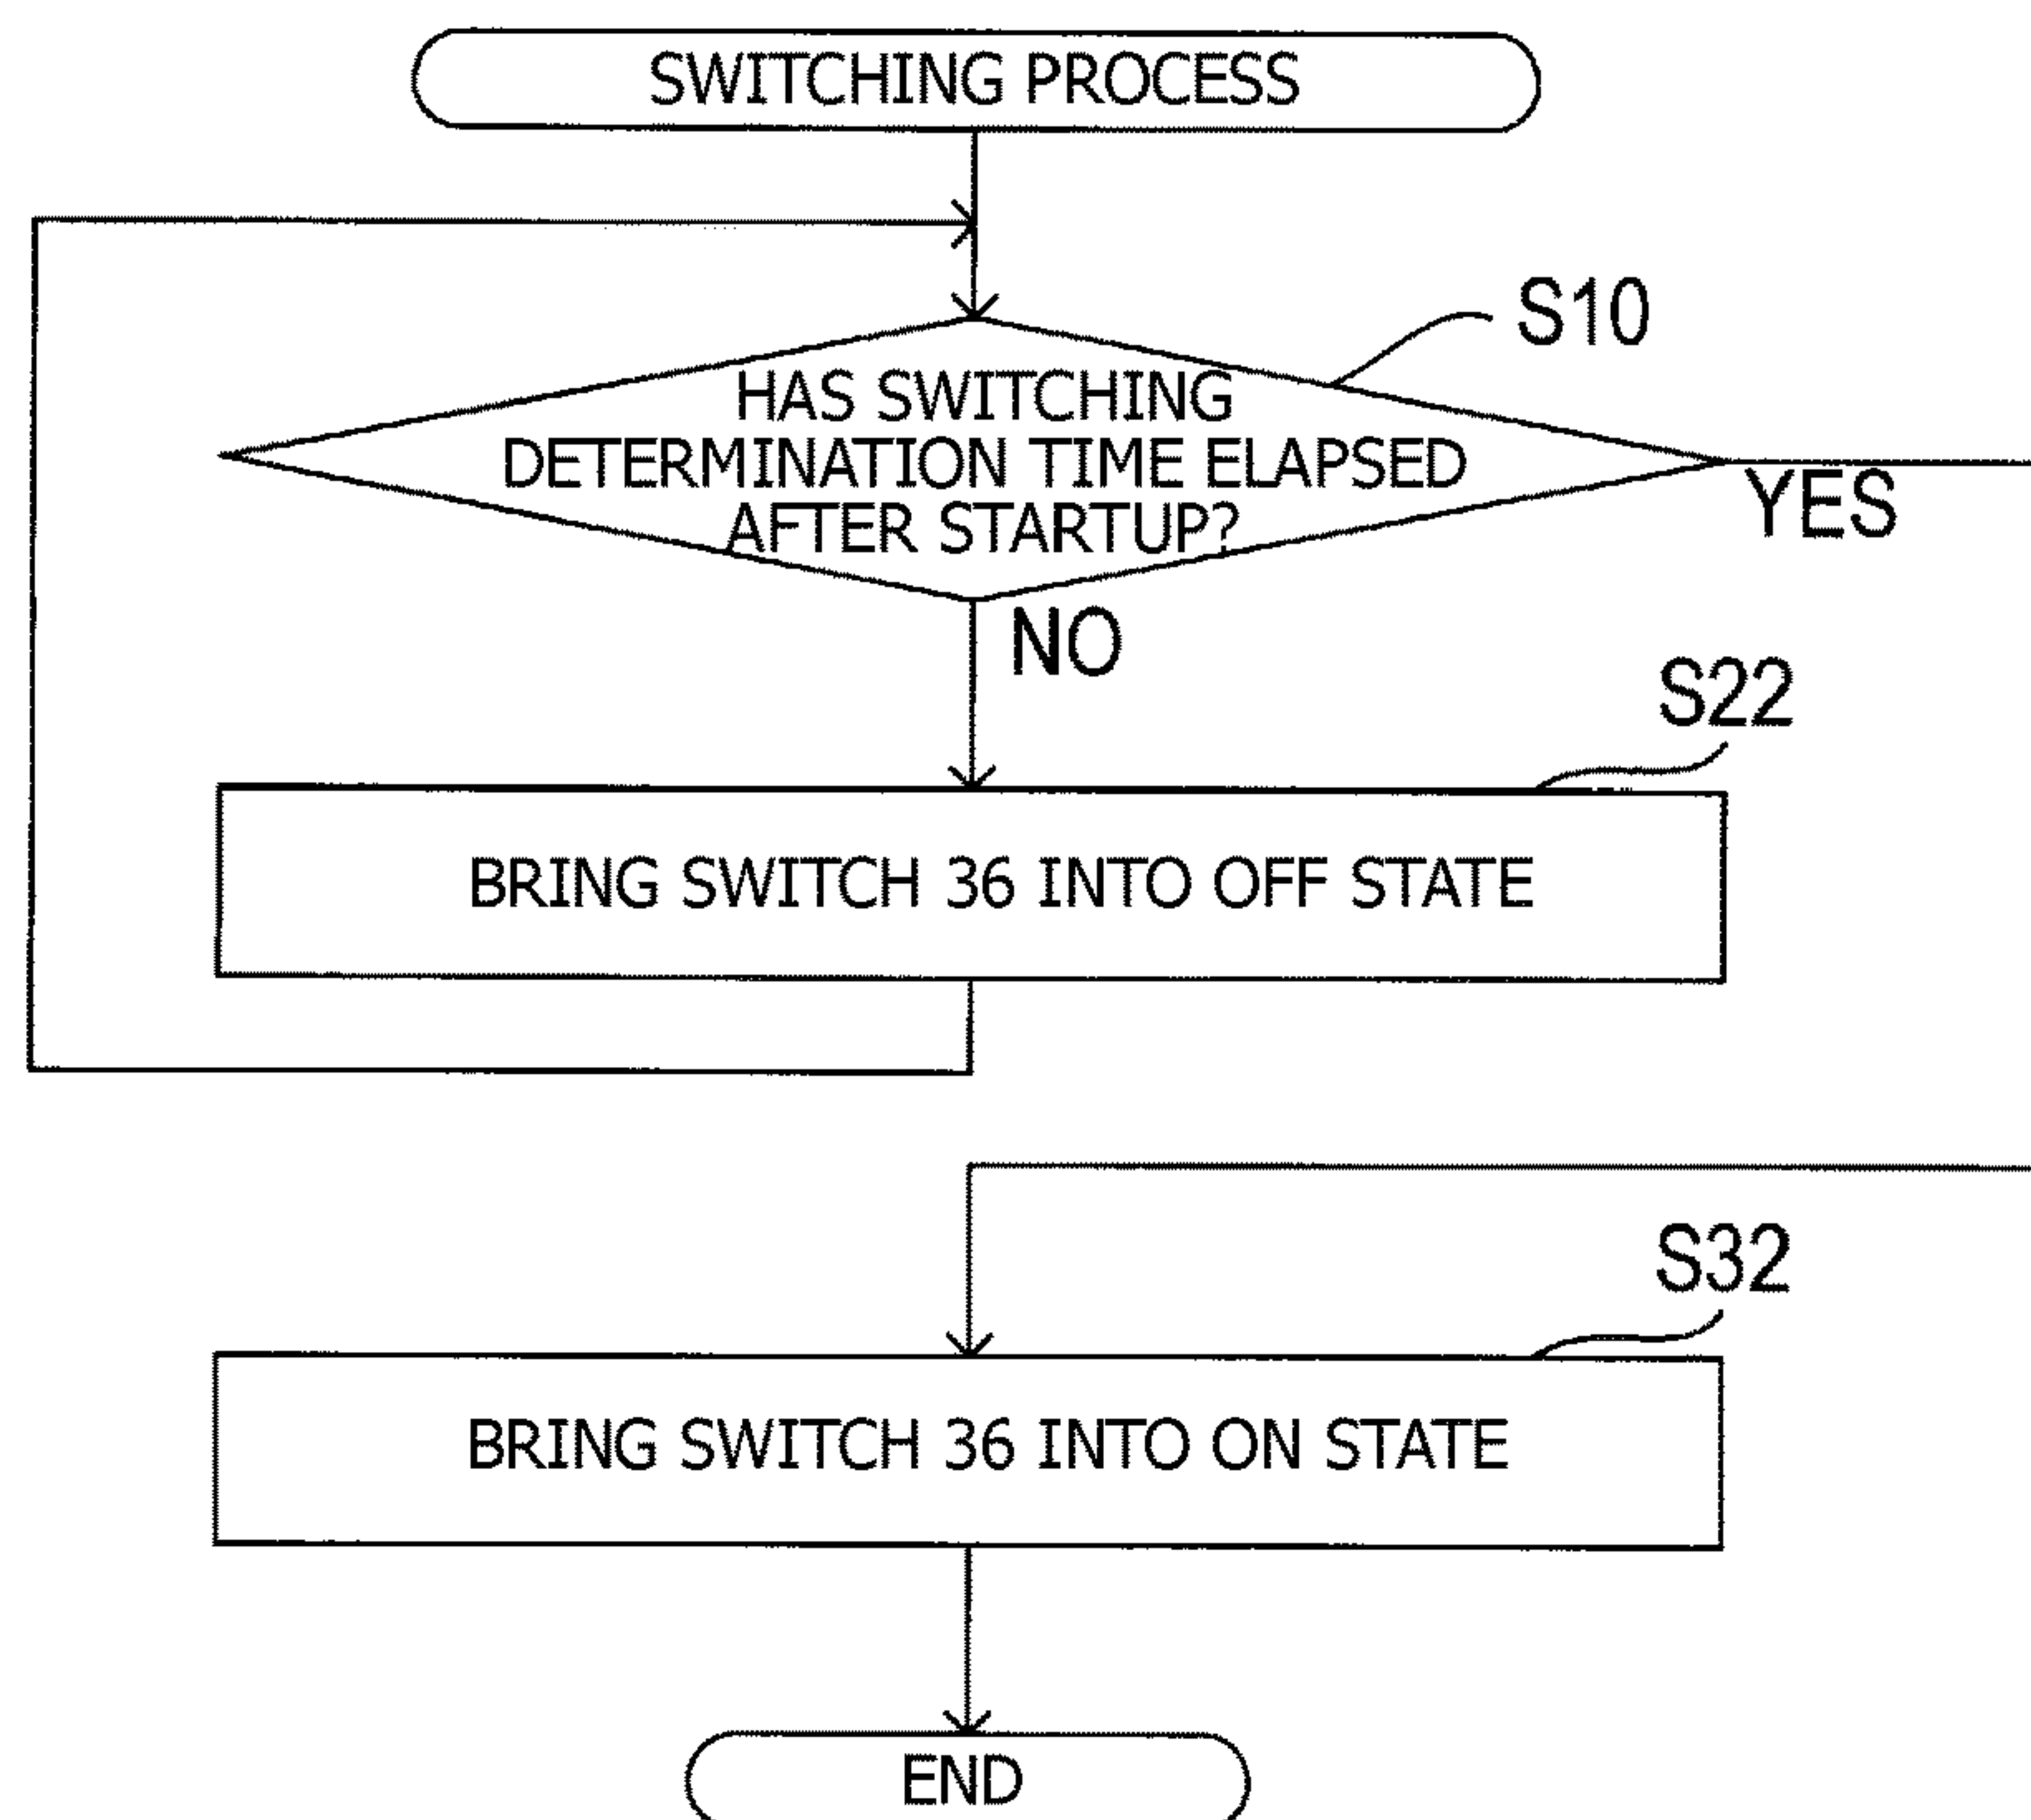 SWITCHING PROCESS
S10
HAS SWITCHING
DETERMINATION TIME ELAPSED
AFTER STARTUP?
YES
NO
S22
BRING SWITCH 36 INTO OFF STATE
S32
BRING SWITCH 36 INTO ON STATE
END